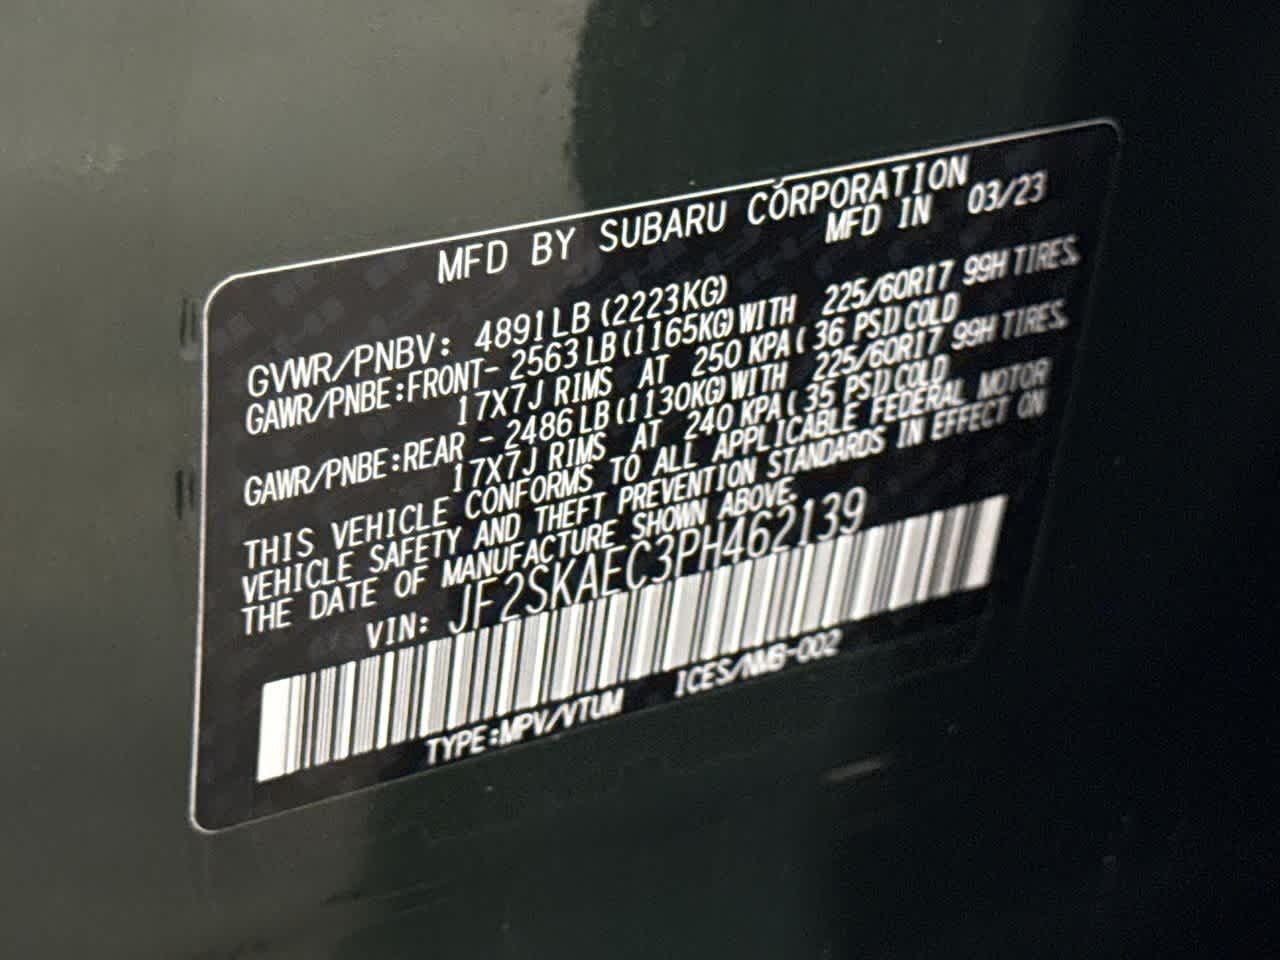 MFD BY SUBARU CORPORATION
MFD IN 03/23
GVWR/PNBV: 4891LB (2223KG)
GAWR/PNBE:FRONT- 2563LB(1165KG)WITH 225/60R17 99H TIRES,
17X7J RIMS AT 250 KPA( 36 PSI)COLD
GAWR/PNBE:REAR - 2486LB(1130KG)WITH 225/60R17 99H TIRES,
17X7J RIMS AT 240 KPA( 35 PSI)COLD
THIS VEHICLE CONFORMS TO ALL APPLICABLE FEDERAL MOTOR
VEHICLE SAFETY AND THEFT PREVENTION STANDARDS IN EFFECT ON
THE DATE OF MANUFACTURE SHOWN ABOVE.
VIN: JF2SKAEC3PH462139
TYPE:MPV/VTUM ICES/NMB-002